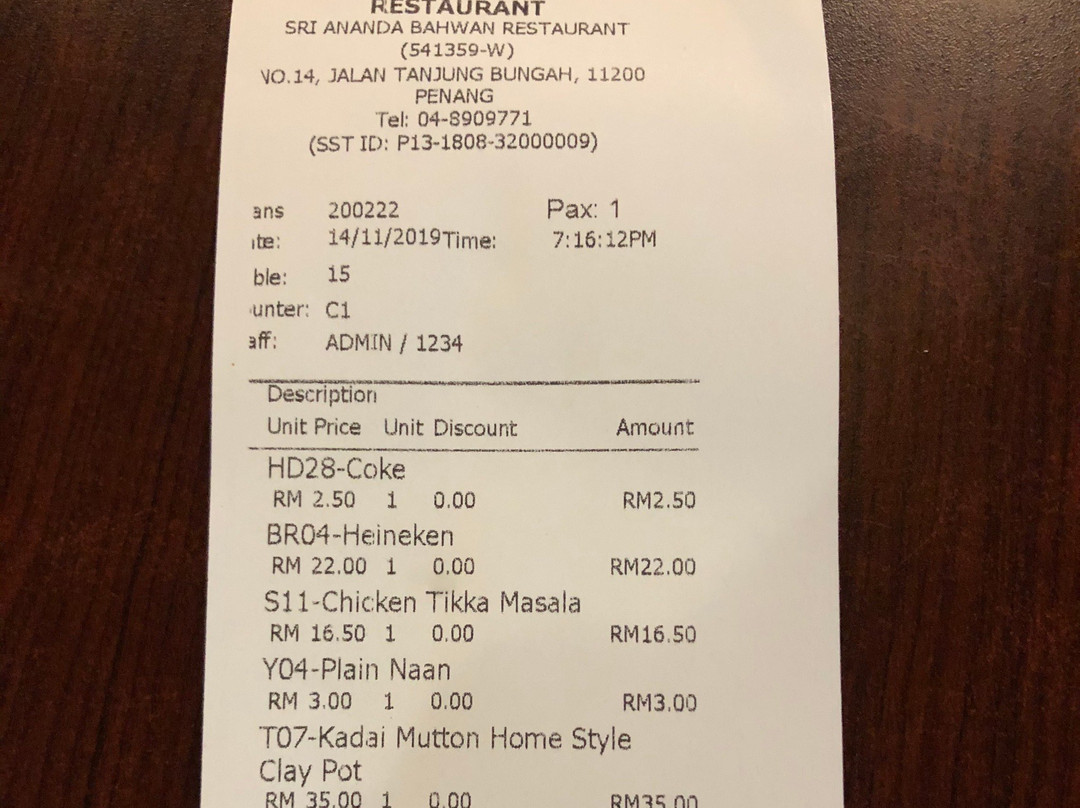 RESTAURANT
SRI ANANDA BAHWAN RESTAURANT
(541359-W)
NO.14, JALAN TANJUNG BUNGAH, 11200
PENANG
Tel: 04-8909771
(SST ID: P13-1808-32000009)
ans 200222 Pax: 1
te: 14/11/2019 Time: 7:16:12PM
ble: 15
unter: C1
aff: ADMIN / 1234
Description
Unit Price Unit Discount Amount
HD28-Coke
RM 2.50 1 0.00 RM2.50
BR04-Heineken
RM 22.00 1 0.00 RM22.00
S11-Chicken Tikka Masala
RM 16.50 1 0.00 RM16.50
Y04-Plain Naan
RM 3.00 1 0.00 RM3.00
T07-Kadai Mutton Home Style
Clay Pot
RM 35.00 1 0.00 RM35.00